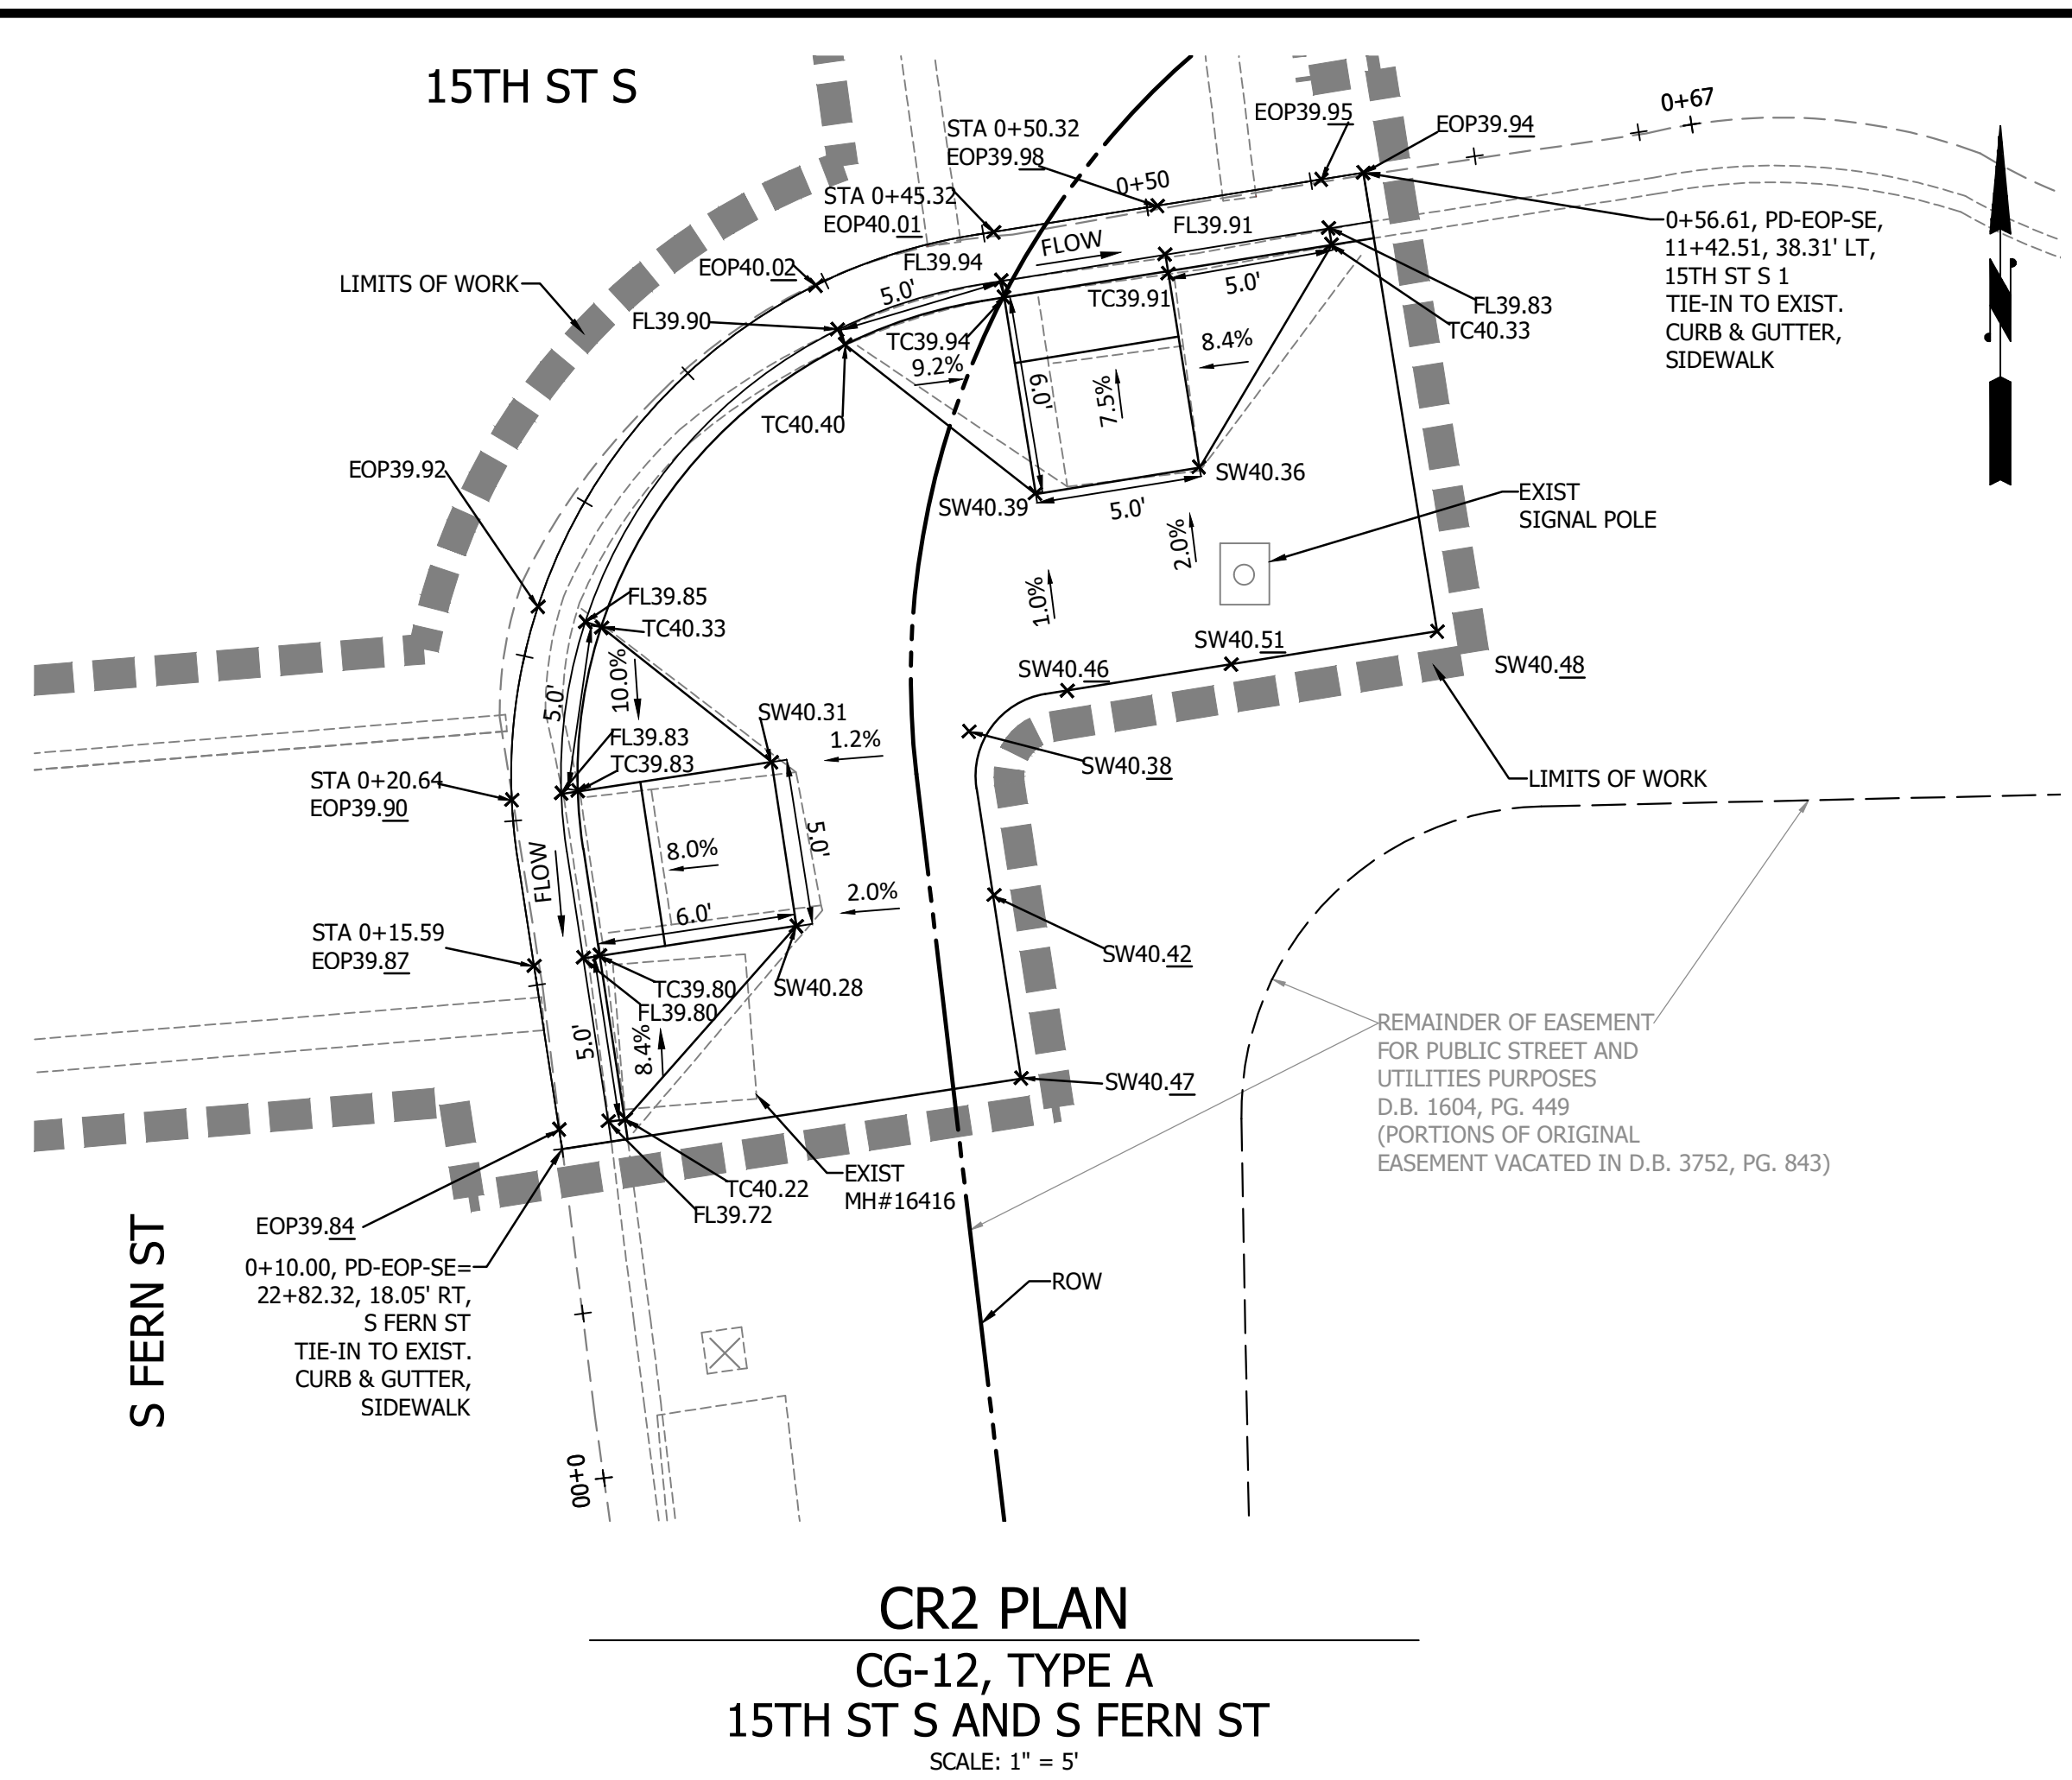 15TH ST S
0+67
EOP39.95
EOP39.94
STA 0+50.32
EOP39.98
0+50
STA 0+45.32
EOP40.01
FL39.91
FLOW
0+56.61, PD-EOP-SE,
11+42.51, 38.31' LT,
15TH ST S 1
TIE-IN TO EXIST.
CURB & GUTTER,
SIDEWALK
EOP40.02
FL39.94
LIMITS OF WORK
5.0'
TC39.91
5.0'
FL39.83
TC40.33
FL39.90
TC39.94
8.4%
9.2%
6.0'
7.5%
TC40.40
EOP39.92
SW40.36
SW40.39
5.0'
EXIST
SIGNAL POLE
2.0%
1.0%
FL39.85
TC40.33
SW40.51
SW40.46
SW40.48
10.0%
5.0'
SW40.31
FL39.83
1.2%
TC39.83
SW40.38
STA 0+20.64
EOP39.90
LIMITS OF WORK
5.0'
8.0%
FLOW
2.0%
6.0'
STA 0+15.59
EOP39.87
SW40.42
TC39.80
SW40.28
FL39.80
5.0'
8.4%
REMAINDER OF EASEMENT
FOR PUBLIC STREET AND
UTILITIES PURPOSES
D.B. 1604, PG. 449
(PORTIONS OF ORIGINAL
EASEMENT VACATED IN D.B. 3752, PG. 843)
SW40.47
EXIST
MH#16416
TC40.22
FL39.72
EOP39.84
0+10.00, PD-EOP-SE=
22+82.32, 18.05' RT,
S FERN ST
TIE-IN TO EXIST.
CURB & GUTTER,
SIDEWALK
S FERN ST
ROW
0+00
N
CR2 PLAN
CG-12, TYPE A
15TH ST S AND S FERN ST
SCALE: 1" = 5'